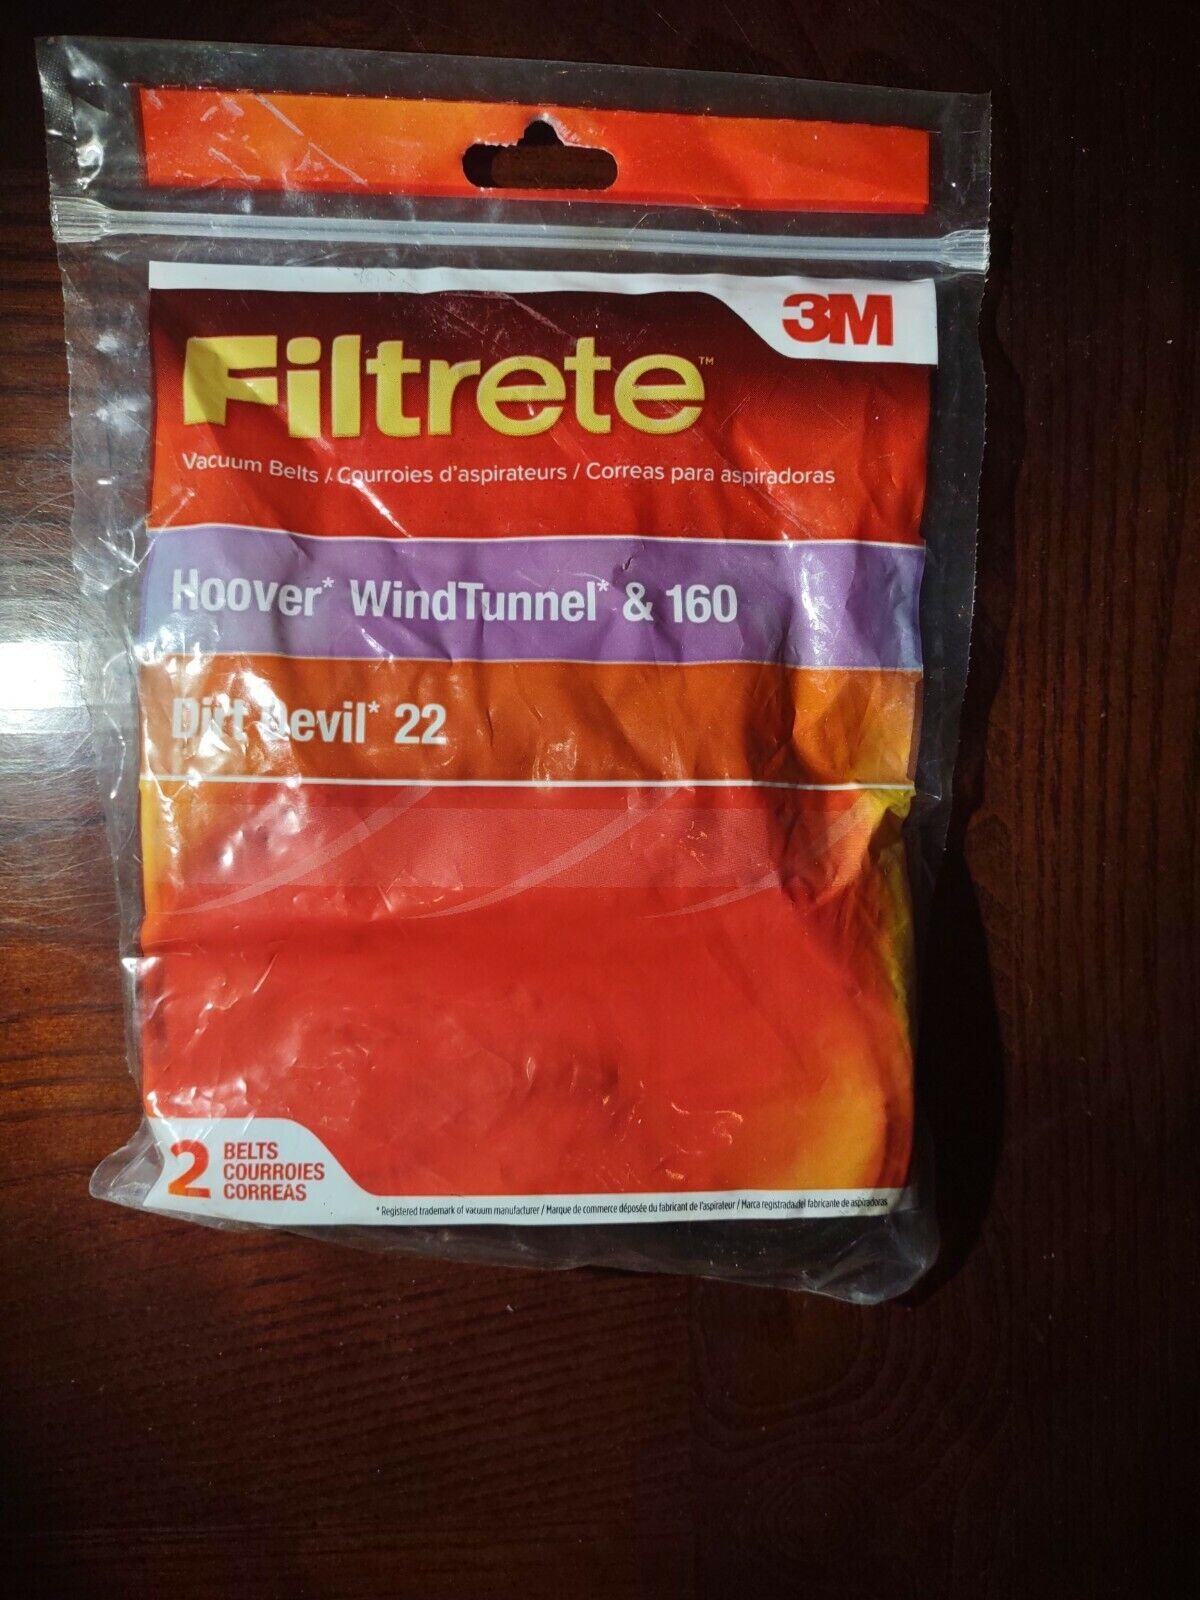 3M
Filtrete™
Vacuum Belts / Courroies d'aspirateurs / Correas para aspiradoras
Hoover* WindTunnel* & 160
Dirt Devil* 22
2 BELTS
COURROIES
CORREAS
* Registered trademark of vacuum manufacturer / Marque de commerce déposée du fabricant de l'aspirateur / Marca registrada del fabricante de aspiradoras